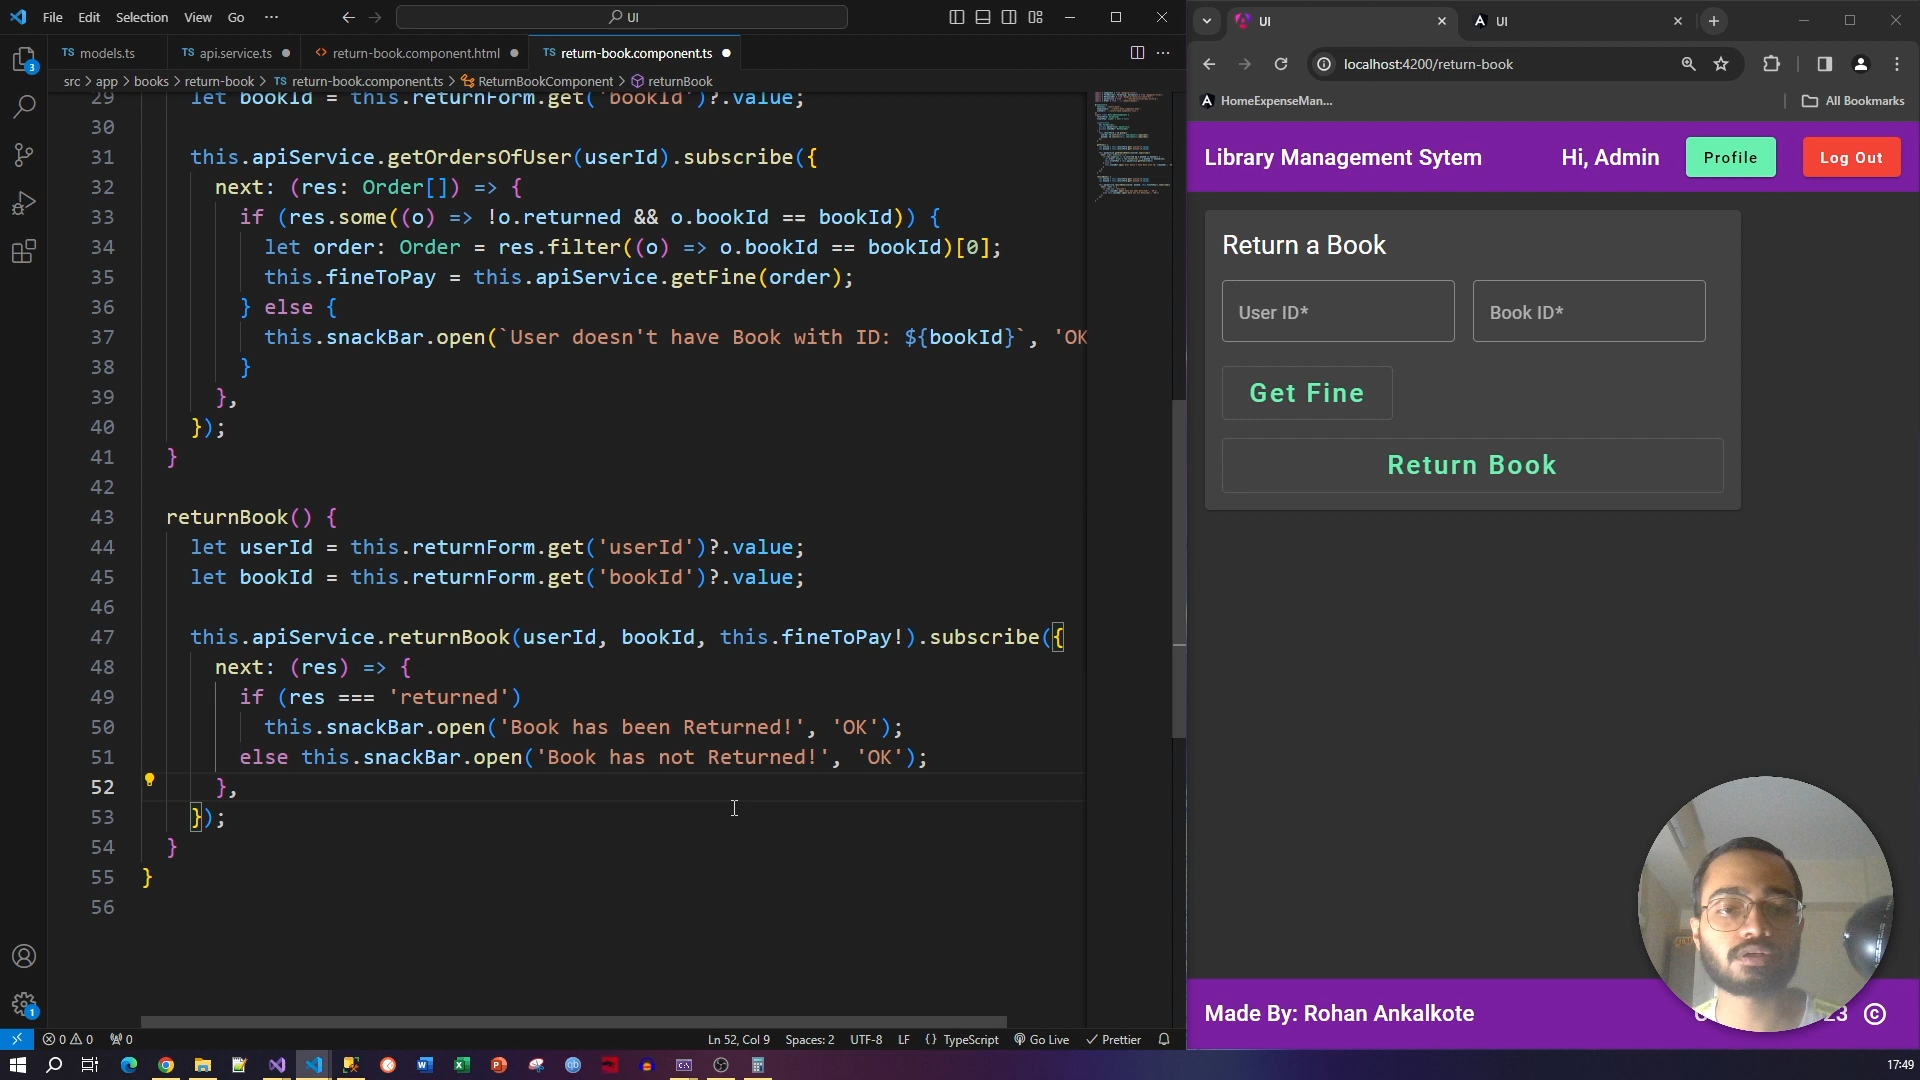 File Edit Selection View Go ··· UI
models.ts api.service.ts return-book.component.html return-book.component.ts
src > app > books > return-book > return-book.component.ts > ReturnBookComponent > returnBook
29 let bookId = this.returnForm.get('bookId')?.value;
30
31 this.apiService.getOrdersOfUser(userId).subscribe({
32 next: (res: Order[]) => {
33 if (res.some((o) => !o.returned && o.bookId == bookId)) {
34 let order: Order = res.filter((o) => o.bookId == bookId)[0];
35 this.fineToPay = this.apiService.getFine(order);
36 } else {
37 this.snackBar.open(`User doesn't have Book with ID: ${bookId}`, 'OK
38 }
39 },
40 });
41 }
42
43 returnBook() {
44 let userId = this.returnForm.get('userId')?.value;
45 let bookId = this.returnForm.get('bookId')?.value;
46
47 this.apiService.returnBook(userId, bookId, this.fineToPay!).subscribe({
48 next: (res) => {
49 if (res === 'returned')
50 this.snackBar.open('Book has been Returned!', 'OK');
51 else this.snackBar.open('Book has not Returned!', 'OK');
52 },
53 });
54 }
55 }
56
3
1
0 0 0 Ln 52, Col 9 Spaces: 2 UTF-8 LF {} TypeScript Go Live Prettier
UI UI
localhost:4200/return-book
HomeExpenseMan... All Bookmarks
Library Management Sytem Hi, Admin Profile Log Out
Return a Book
User ID* Book ID*
Get Fine
Return Book
Made By: Rohan Ankalkote 23 ©
17:49